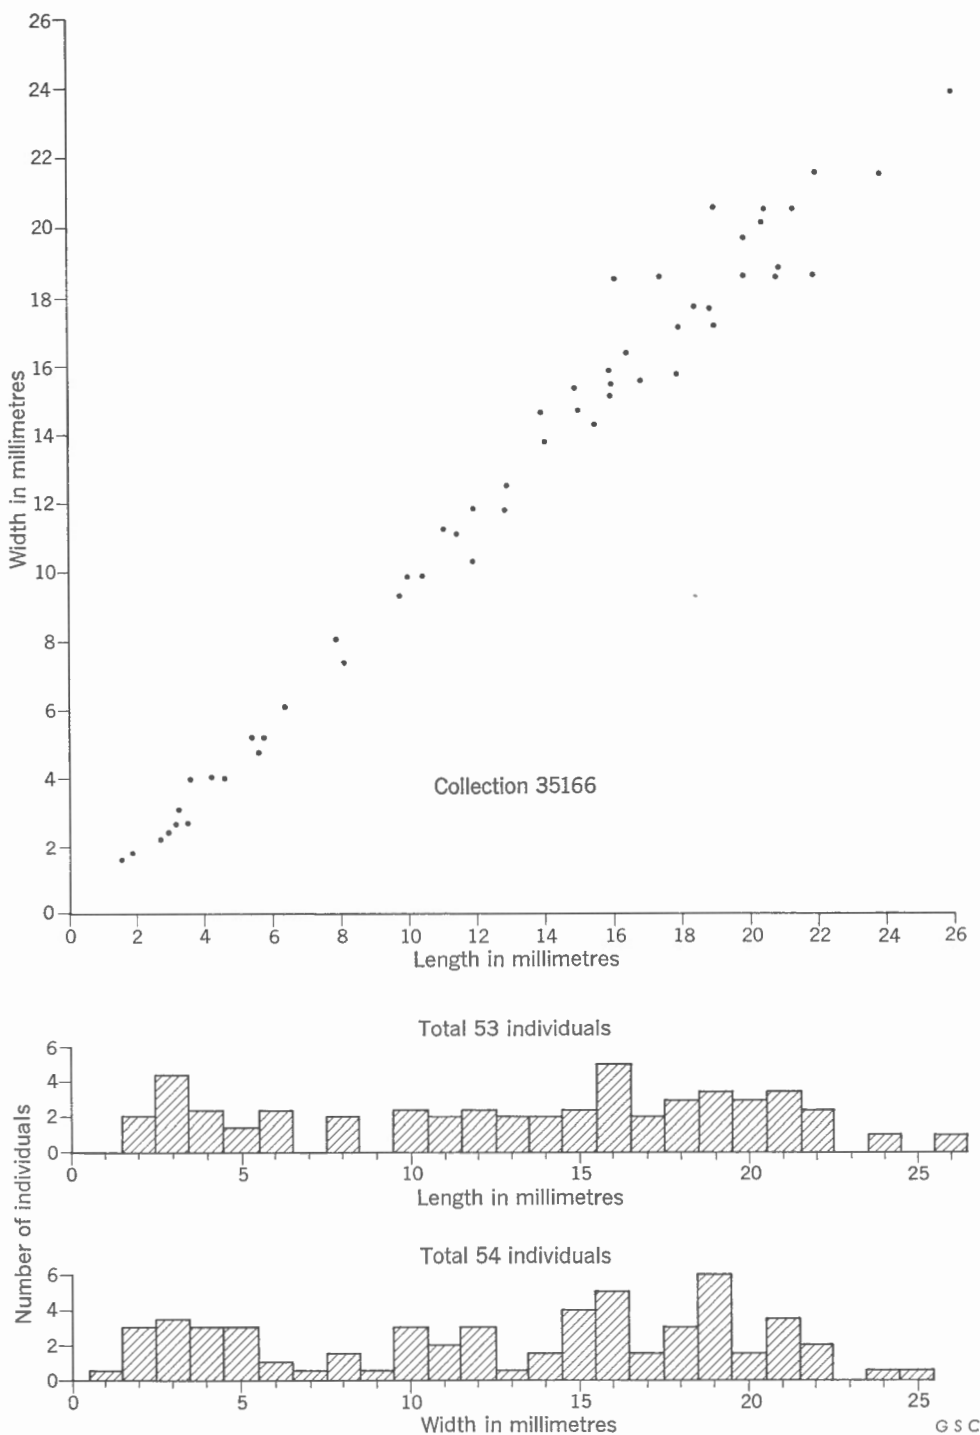 26
24
22
20
18
16
14
12
10
8
6
4
2
0
Width in millimetres
Collection 35166
0 2 4 6 8 10 12 14 16 18 20 22 24 26
Length in millimetres
Total 53 individuals
6
4
2
0
0 5 10 15 20 25
Length in millimetres
Number of individuals
Total 54 individuals
6
4
2
0
0 5 10 15 20 25
Width in millimetres
G S C